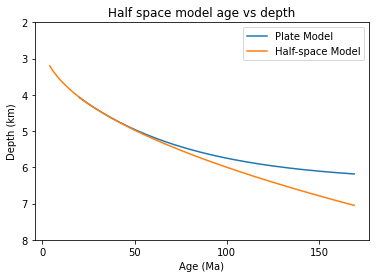 Half space model age vs depth
Plate Model
Half-space Model
Depth (km)
2
3
4
5
6
7
8
0
50
100
150
Age (Ma)